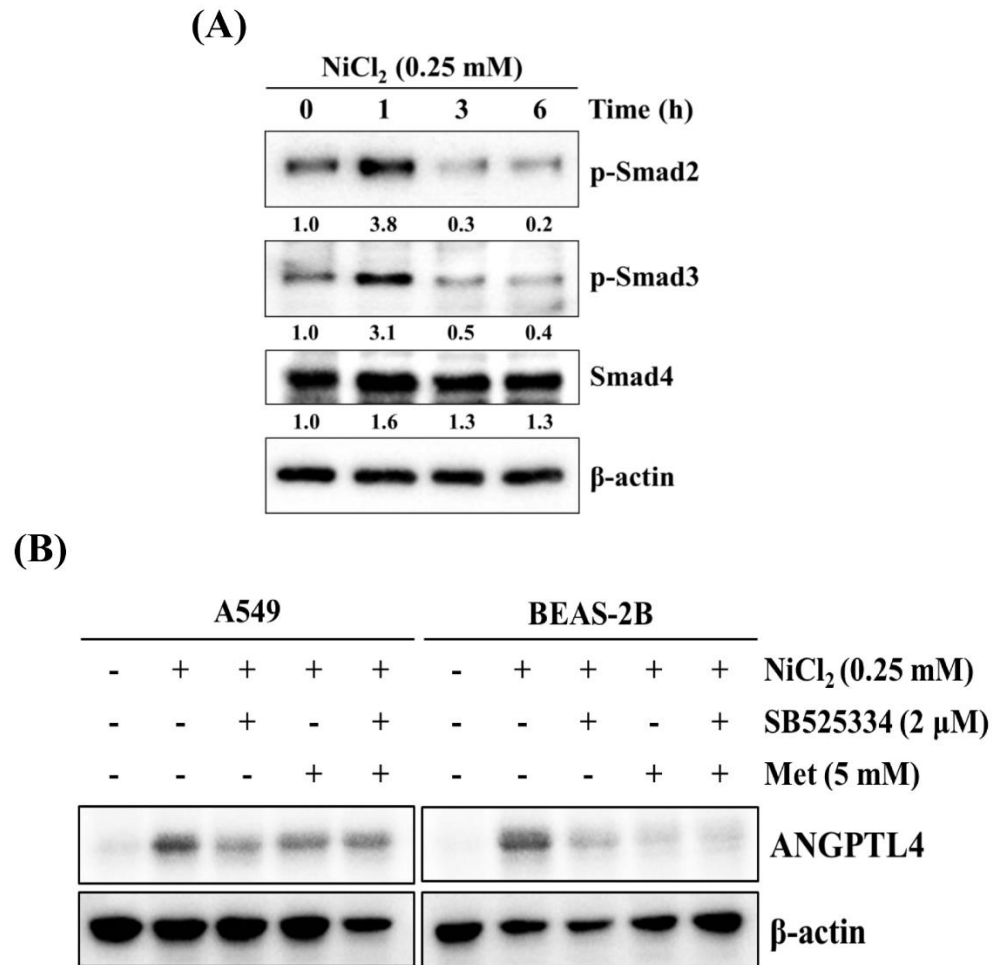 (A)
NiCl₂ (0.25 mM)
0 1 3 6 Time (h)
p-Smad2
1.0 3.8 0.3 0.2
p-Smad3
1.0 3.1 0.5 0.4
Smad4
1.0 1.6 1.3 1.3
β-actin
(B)
A549 BEAS-2B
- + + + + - + + + + NiCl₂ (0.25 mM)
- - + - + - - + - + SB525334 (2 μM)
- - - + + - - - + + Met (5 mM)
ANGPTL4
β-actin